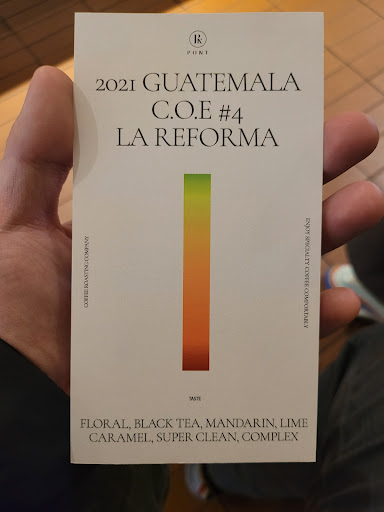 PONT
2021 GUATEMALA
C.O.E #4
LA REFORMA
COFFEE ROASTING COMPANY
ENJOY SPECIALTY COFFEE COMFORTABLY
TASTE
FLORAL, BLACK TEA, MANDARIN, LIME
CARAMEL, SUPER CLEAN, COMPLEX